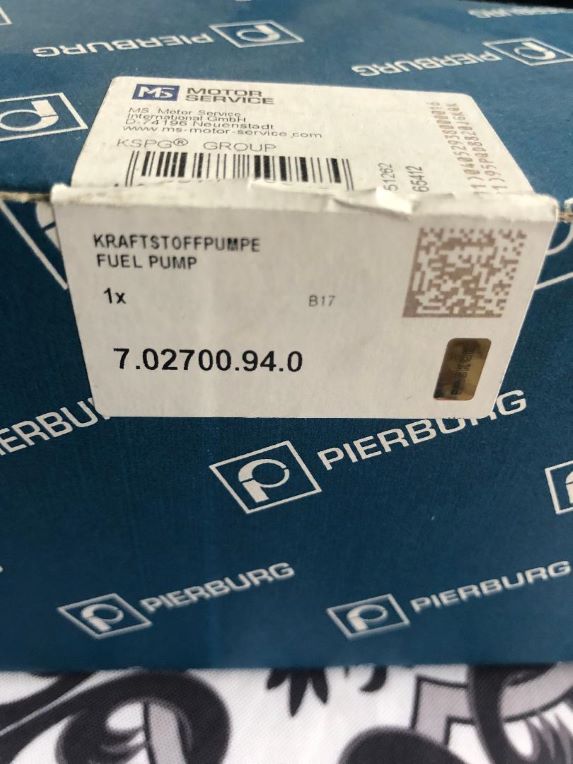 PIERBURG
PIERBURG
PIERBURG
MS MOTOR
SERVICE
MS Motor Service
International GmbH
D-74196 Neuenstadt
www.ms-motor-service.com
KSPG® GROUP
51262
65412
KRAFTSTOFFPUMPE
FUEL PUMP
1x
B17
7.02700.94.0
PIERBURG
PIERBURG
PIERBURG